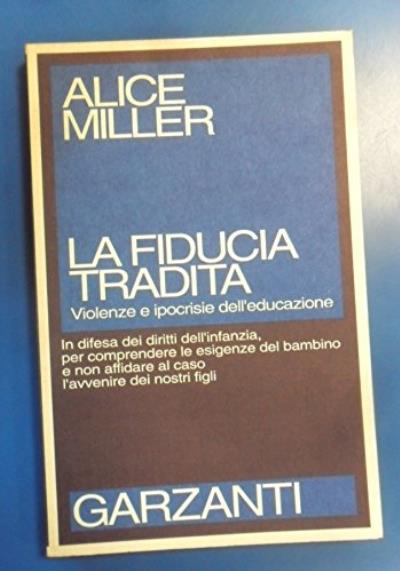 ALICE
MILLER
LA FIDUCIA
TRADITA
Violenze e ipocrisie dell'educazione
In difesa dei diritti dell'infanzia,
per comprendere le esigenze del bambino
e non affidare al caso
l'avvenire dei nostri figli
GARZANTI